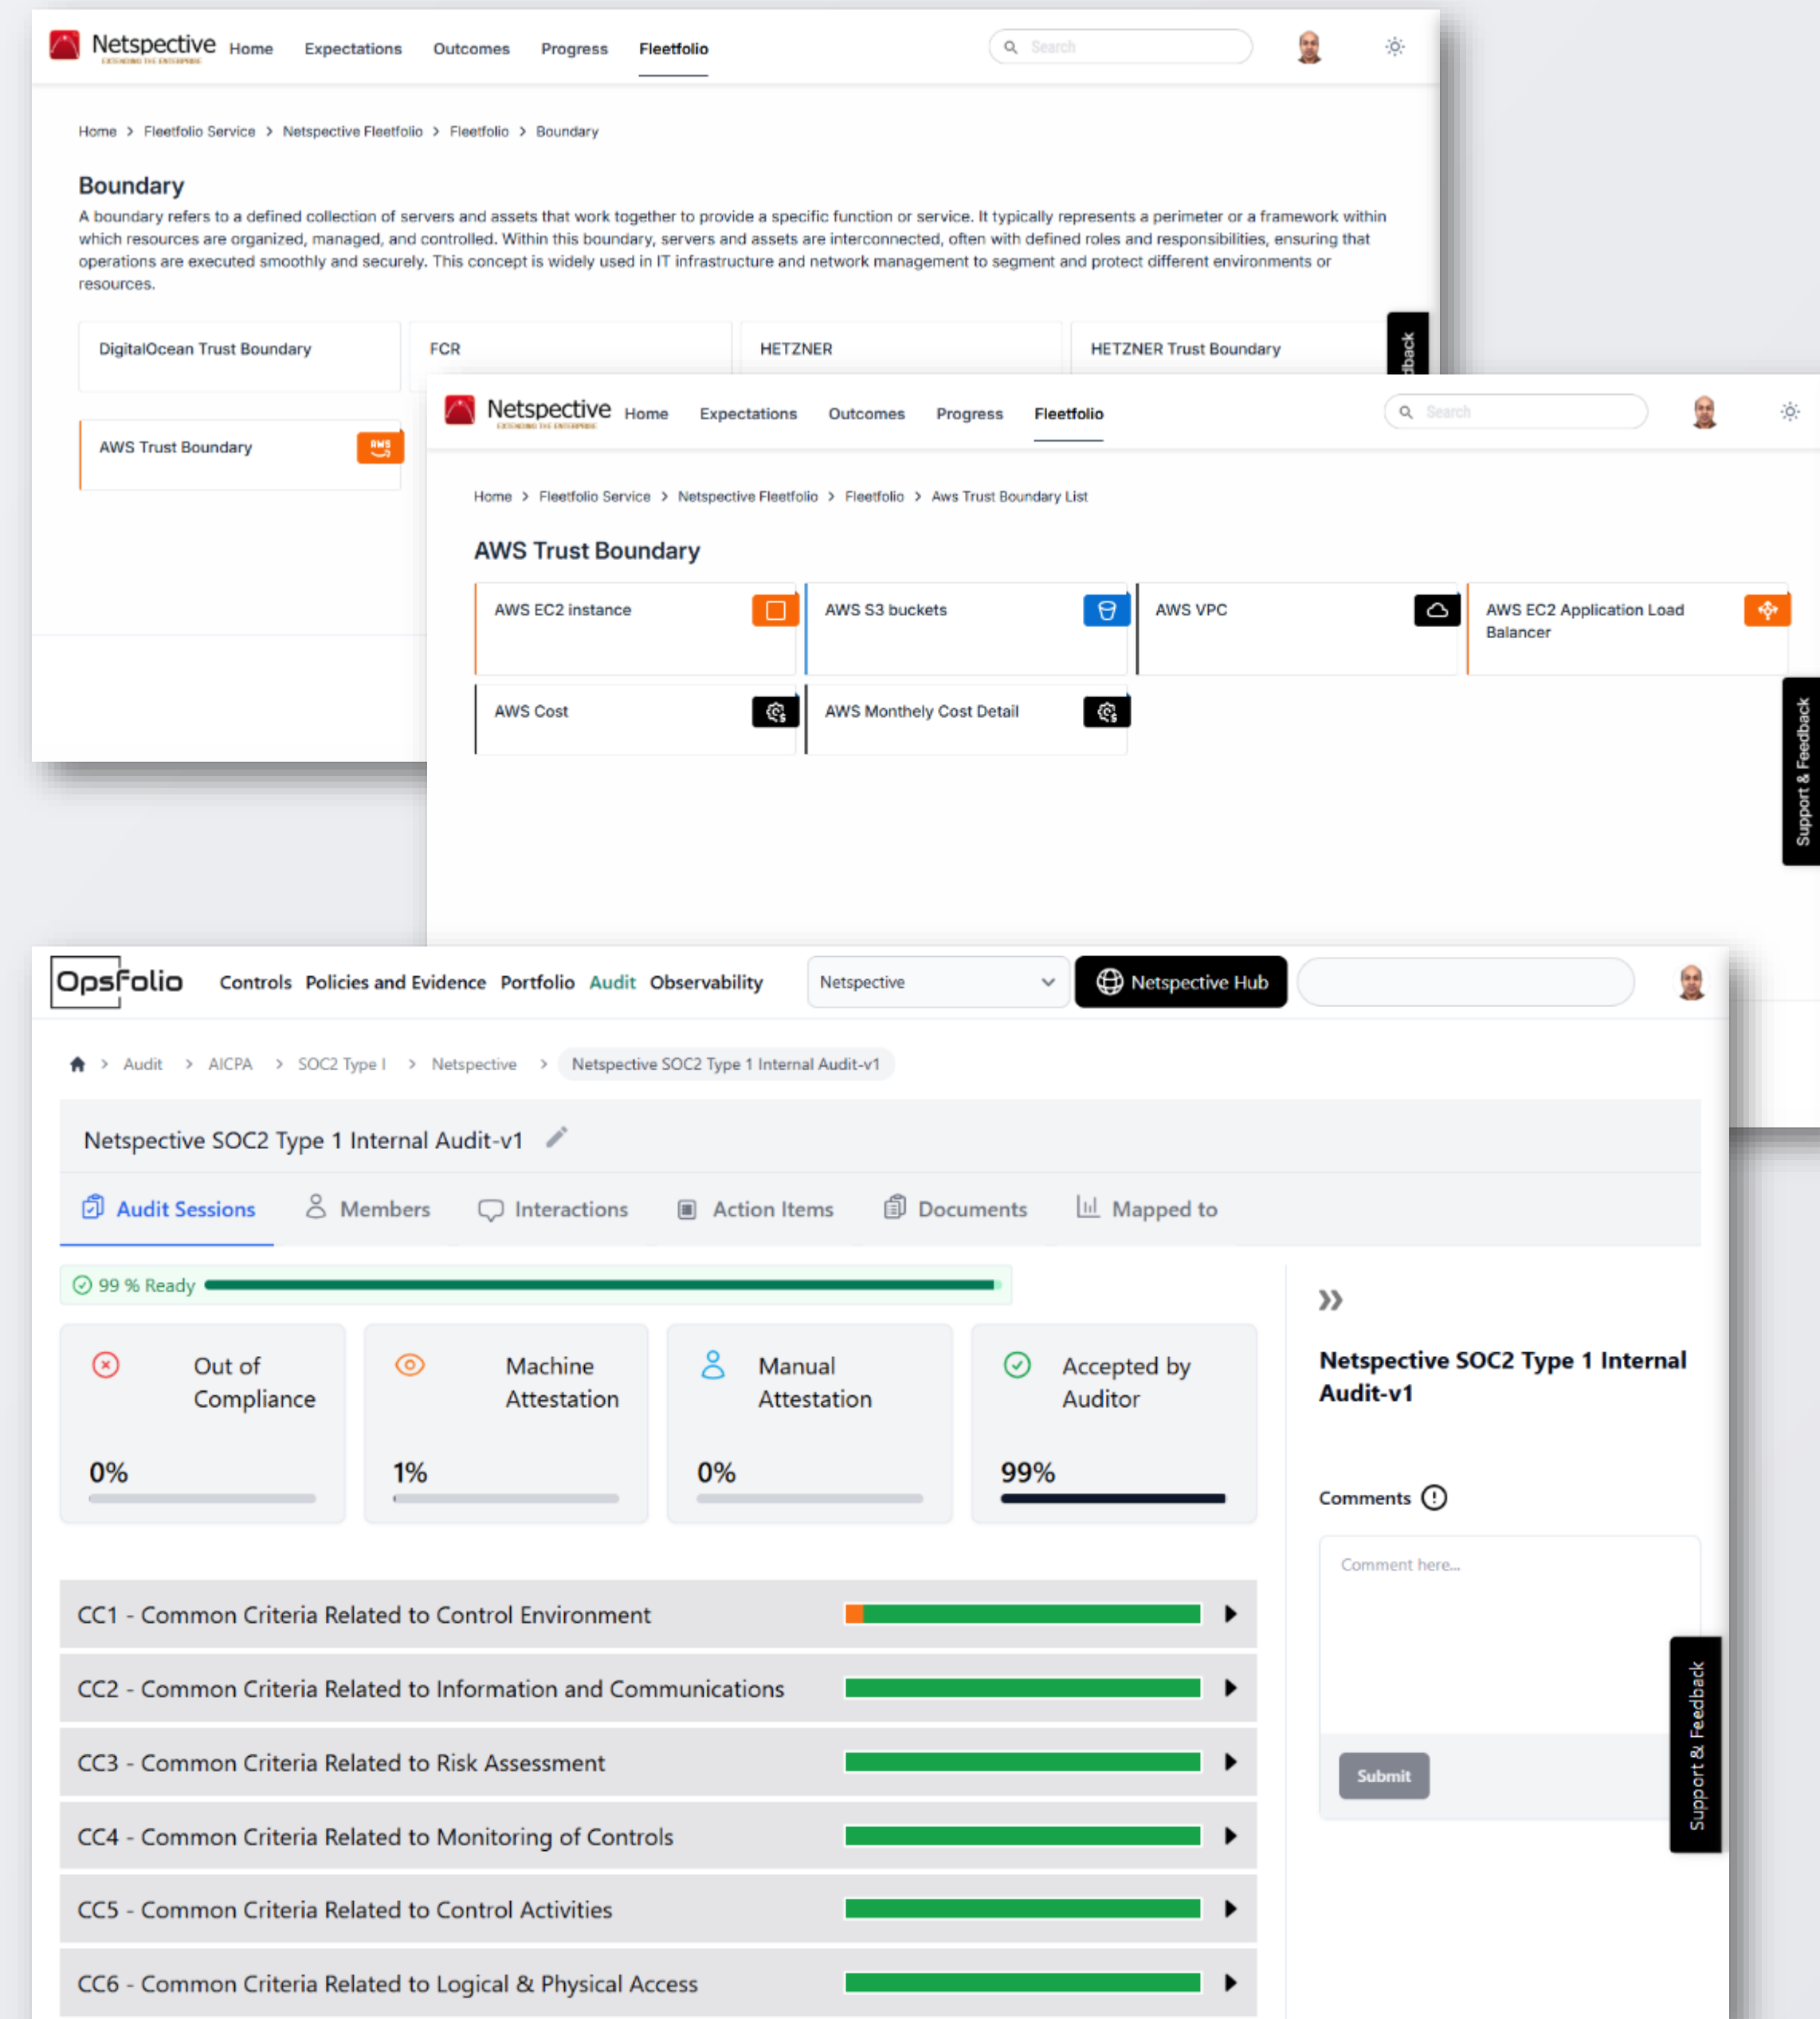 Netspective
EXTENDING THE ENTERPRISE
Home Expectations Outcomes Progress Fleetfolio
Search
Home > Fleetfolio Service > Netspective Fleetfolio > Fleetfolio > Boundary
Boundary
A boundary refers to a defined collection of servers and assets that work together to provide a specific function or service. It typically represents a perimeter or a framework within
which resources are organized, managed, and controlled. Within this boundary, servers and assets are interconnected, often with defined roles and responsibilities, ensuring that
operations are executed smoothly and securely. This concept is widely used in IT infrastructure and network management to segment and protect different environments or
resources.
DigitalOcean Trust Boundary
FCR
HETZNER
HETZNER Trust Boundary
dback
AWS Trust Boundary
AWS
Netspective
EXTENDING THE ENTERPRISE
Home Expectations Outcomes Progress Fleetfolio
Search
Home > Fleetfolio Service > Netspective Fleetfolio > Fleetfolio > Aws Trust Boundary List
AWS Trust Boundary
AWS EC2 instance
AWS S3 buckets
AWS VPC
AWS EC2 Application Load
Balancer
AWS Cost
AWS Monthely Cost Detail
Support & Feedback
OpsFolio
Controls Policies and Evidence Portfolio Audit Observability
Netspective
Netspective Hub
> Audit > AICPA > SOC2 Type I > Netspective > Netspective SOC2 Type 1 Internal Audit-v1
Netspective SOC2 Type 1 Internal Audit-v1
Audit Sessions Members Interactions Action Items Documents Mapped to
99 % Ready
Out of
Compliance
0%
Machine
Attestation
1%
Manual
Attestation
0%
Accepted by
Auditor
99%
Netspective SOC2 Type 1 Internal
Audit-v1
Comments
Comment here...
Submit
Support & Feedback
CC1 - Common Criteria Related to Control Environment
CC2 - Common Criteria Related to Information and Communications
CC3 - Common Criteria Related to Risk Assessment
CC4 - Common Criteria Related to Monitoring of Controls
CC5 - Common Criteria Related to Control Activities
CC6 - Common Criteria Related to Logical & Physical Access